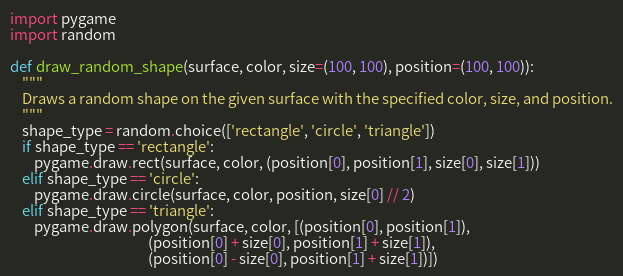 import pygame
import random

def draw_random_shape(surface, color, size=(100, 100), position=(100, 100)):
    """
    Draws a random shape on the given surface with the specified color, size, and position.
    """
    shape_type = random.choice(['rectangle', 'circle', 'triangle'])
    if shape_type == 'rectangle':
        pygame.draw.rect(surface, color, (position[0], position[1], size[0], size[1]))
    elif shape_type == 'circle':
        pygame.draw.circle(surface, color, position, size[0] // 2)
    elif shape_type == 'triangle':
        pygame.draw.polygon(surface, color, [(position[0], position[1]),
                                             (position[0] + size[0], position[1] + size[1]),
                                             (position[0] - size[0], position[1] + size[1])])